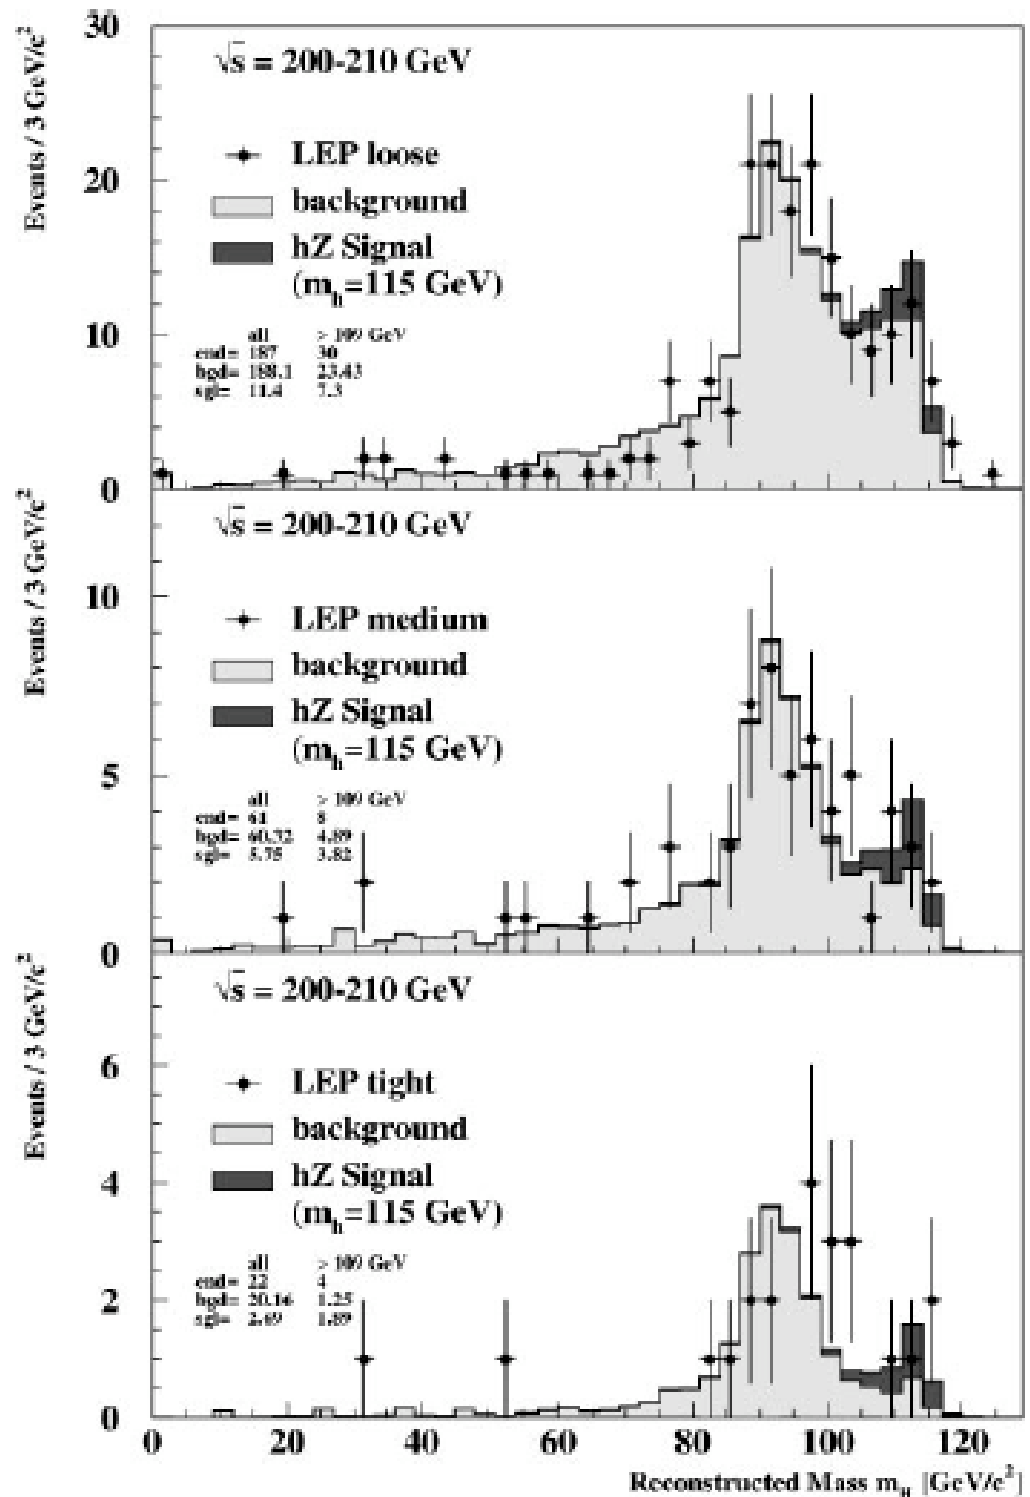 Events / 3 GeV/c²
30
20
10
0
√s = 200-210 GeV
LEP loose
background
hZ Signal
(m_h=115 GeV)
all > 109 GeV
cnd= 187 30
bgd= 188.1 23.43
sgl= 11.4 7.3
Events / 3 GeV/c²
10
5
0
√s = 200-210 GeV
LEP medium
background
hZ Signal
(m_h=115 GeV)
all > 109 GeV
cnd= 61 8
bgd= 60.72 4.89
sgl= 5.75 3.82
Events / 3 GeV/c²
6
4
2
0
√s = 200-210 GeV
LEP tight
background
hZ Signal
(m_h=115 GeV)
all > 109 GeV
cnd= 22 4
bgd= 20.16 1.25
sgl= 2.69 1.89
0 20 40 60 80 100 120
Reconstructed Mass m_H [GeV/c²]